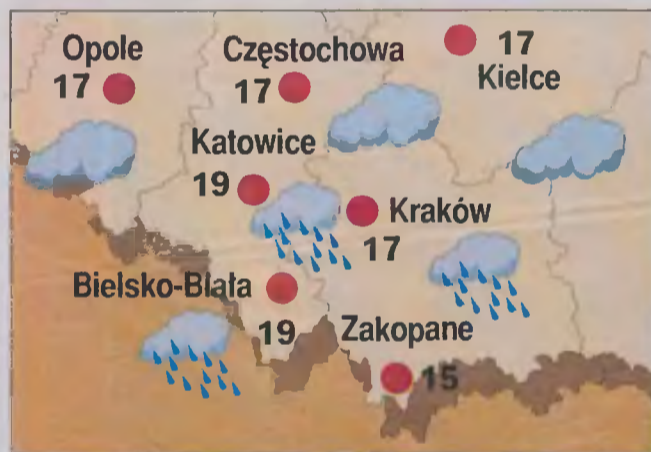 Opole
17
Częstochowa
17
17
Kielce
Katowice
19
Kraków
17
Bielsko-Biała
19
Zakopane
15